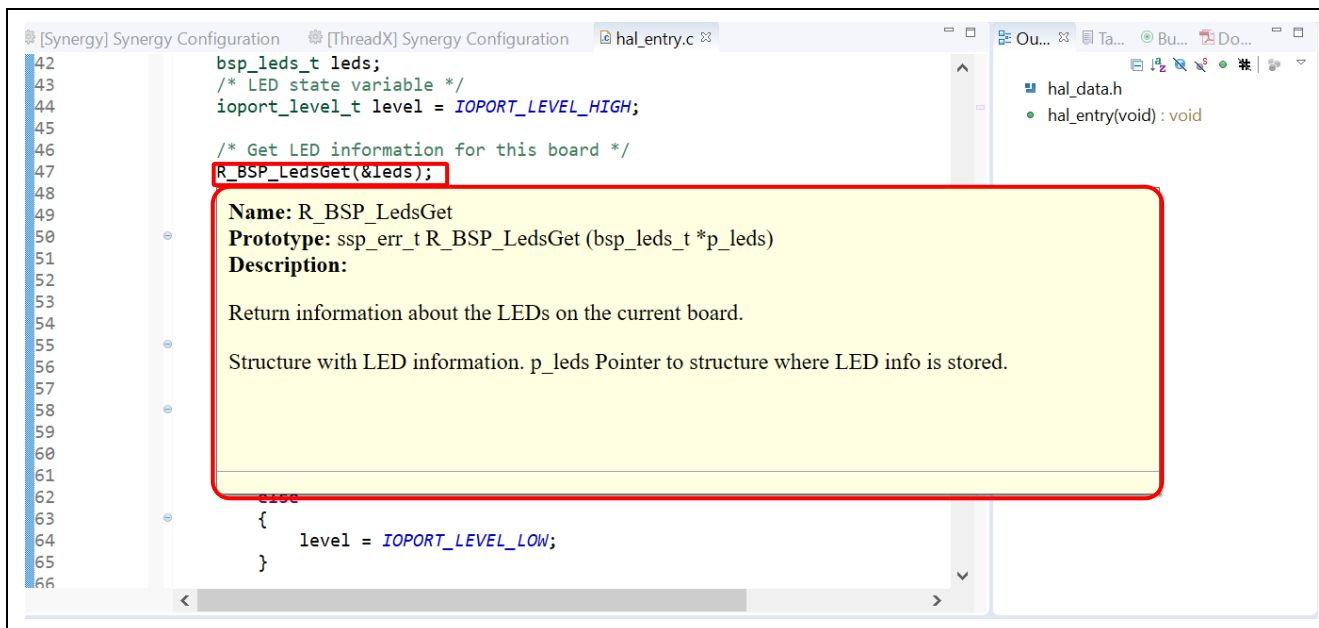 [Synergy] Synergy Configuration [ThreadX] Synergy Configuration hal_entry.c Ou... Ta... Bu... Do...
42 bsp_leds_t leds;
43 /* LED state variable */
44 ioport_level_t level = IOPORT_LEVEL_HIGH;
45
46 /* Get LED information for this board */
47 R_BSP_LedsGet(&leds);
48
49
50
51
52
53
54
55
56
57
58
59
60
61
62 else
63 {
64 level = IOPORT_LEVEL_LOW;
65 }
66
Name: R_BSP_LedsGet
Prototype: ssp_err_t R_BSP_LedsGet (bsp_leds_t *p_leds)
Description:
Return information about the LEDs on the current board.
Structure with LED information. p_leds Pointer to structure where LED info is stored.
hal_data.h
hal_entry(void) : void